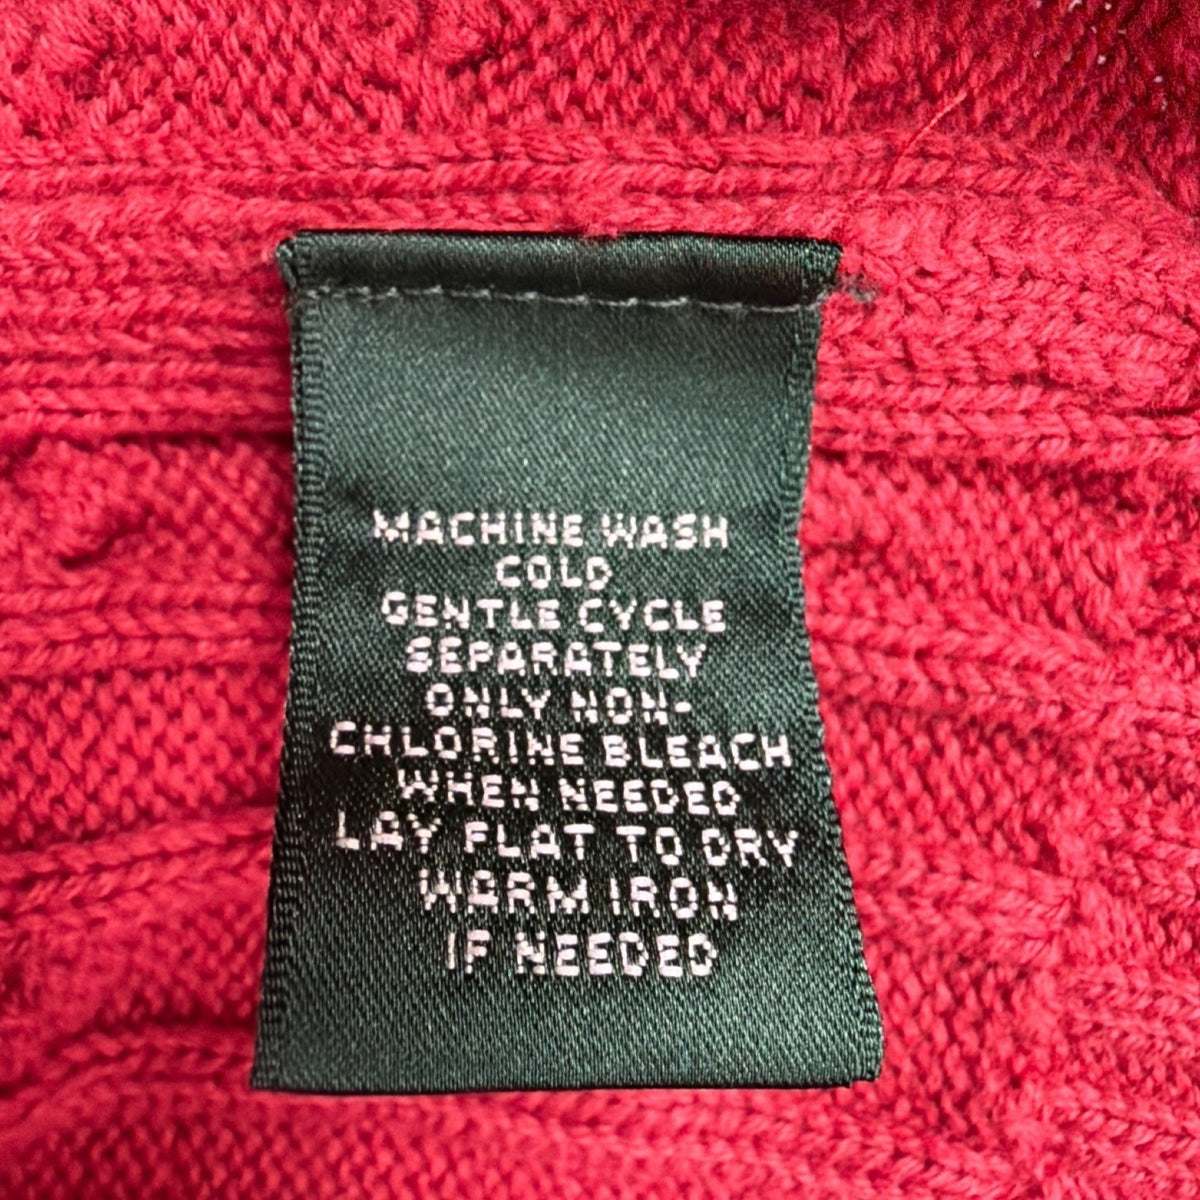 MACHINE WASH
COLD
GENTLE CYCLE
SEPARATELY
ONLY NON-
CHLORINE BLEACH
WHEN NEEDED
LAY FLAT TO DRY
WARM IRON
IF NEEDED